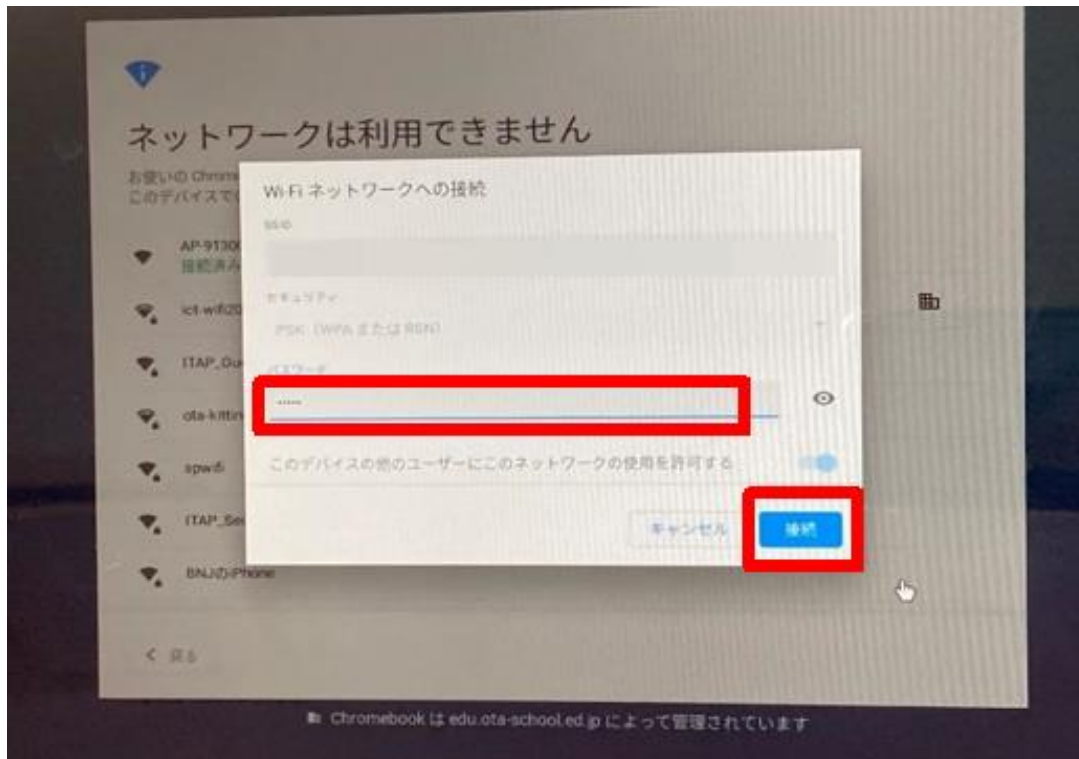 ネットワークは利用できません
お使いの Chrom
このデバイスで
Wi-Fi ネットワークへの接続
SSID
AP-9130
接続済み
セキュリティ
ict-wifi20
PSK（WPA または RSN）
ITAP_Gu
パスワード
.....
ota-kittin
このデバイスの他のユーザーにこのネットワークの使用を許可する
spwifi
ITAP_Se
キャンセル
接続
BNJのiPhone
戻る
Chromebook は edu.ota-school.ed.jp によって管理されています